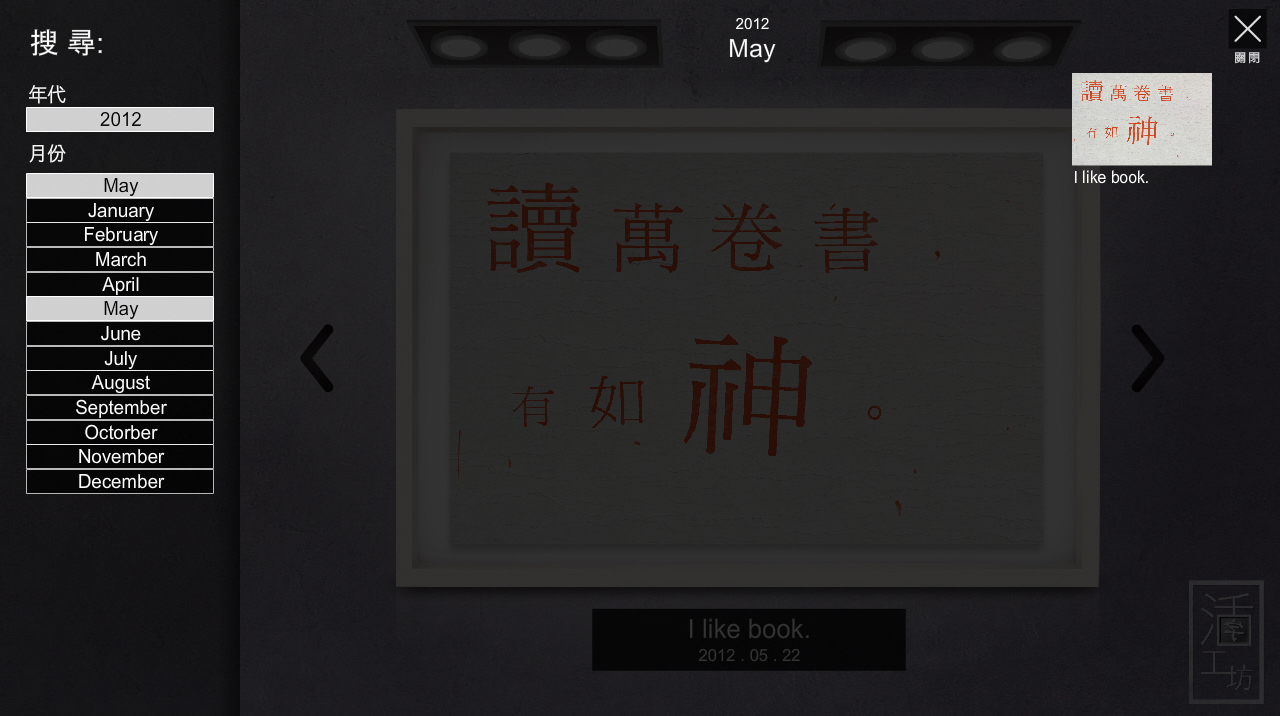 搜 尋:
年代
2012
月份
May
January
February
March
April
May
June
July
August
September
Octorber
November
December
2012
May
關閉
讀萬卷書，
有如神。
I like book.
讀萬卷書，
有如神。
I like book.
2012 . 05 . 22
活字
工坊